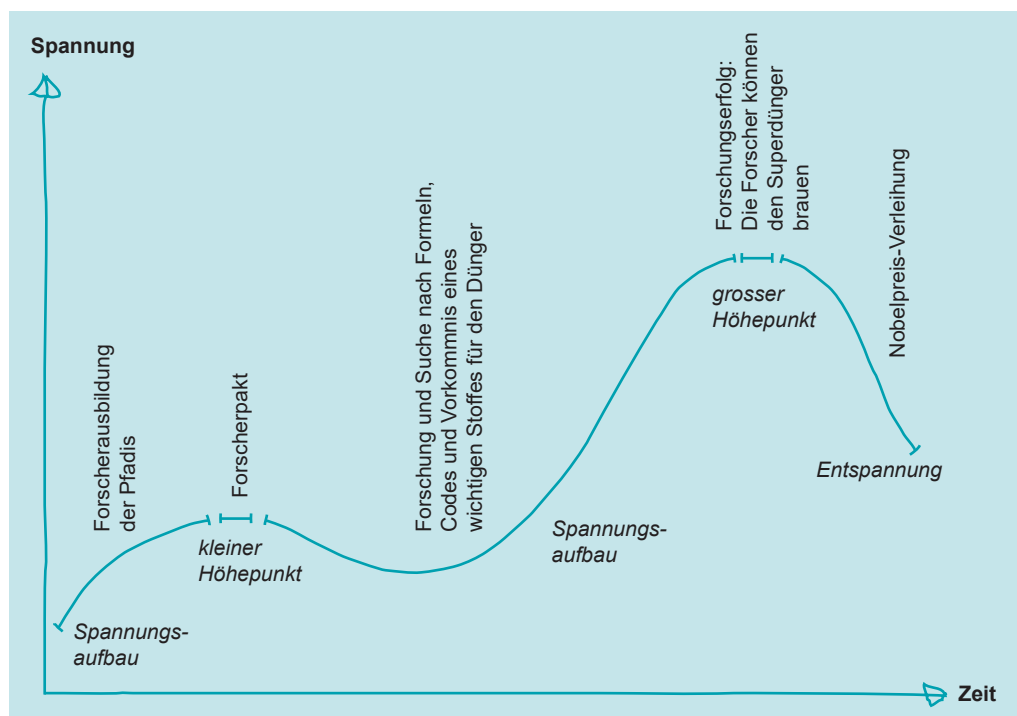 Spannung
Forscherausbildung
der Pfadis
Forscherpakt
Forschung und Suche nach Formeln,
Codes und Vorkommnis eines
wichtigen Stoffes für den Dünger
Forschungserfolg:
Die Forscher können
den Superdünger
brauen
Nobelpreis-Verleihung
Spannungs-
aufbau
kleiner
Höhepunkt
Spannungs-
aufbau
grosser
Höhepunkt
Entspannung
Zeit